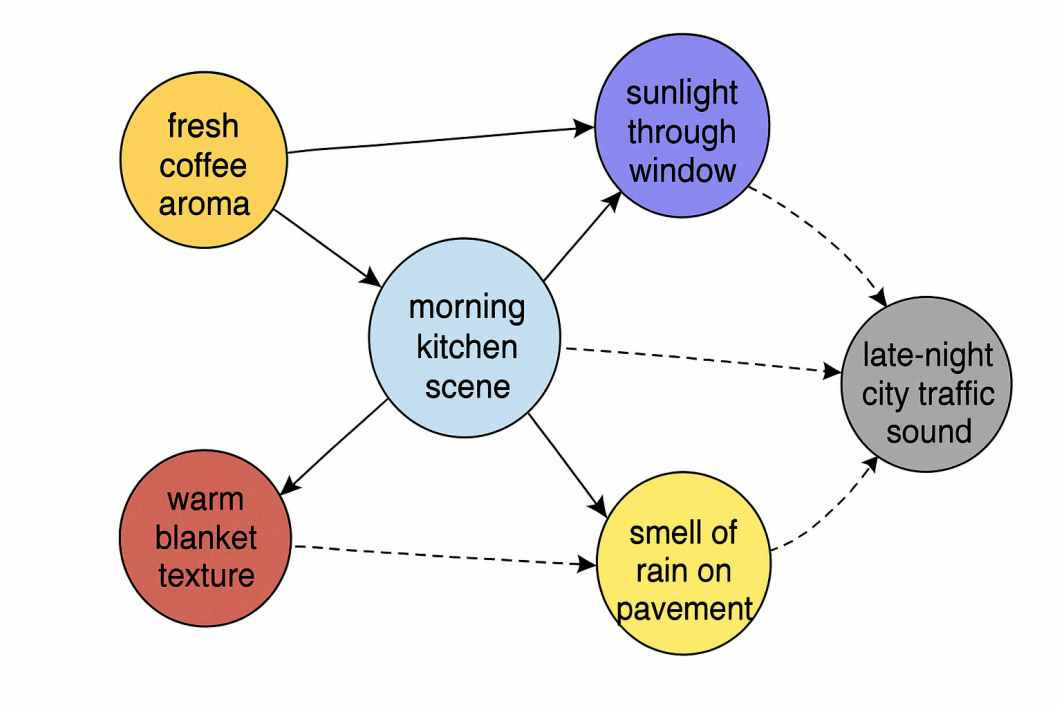 fresh
coffee
aroma
sunlight
through
window
morning
kitchen
scene
late-night
city traffic
sound
warm
blanket
texture
smell of
rain on
pavement